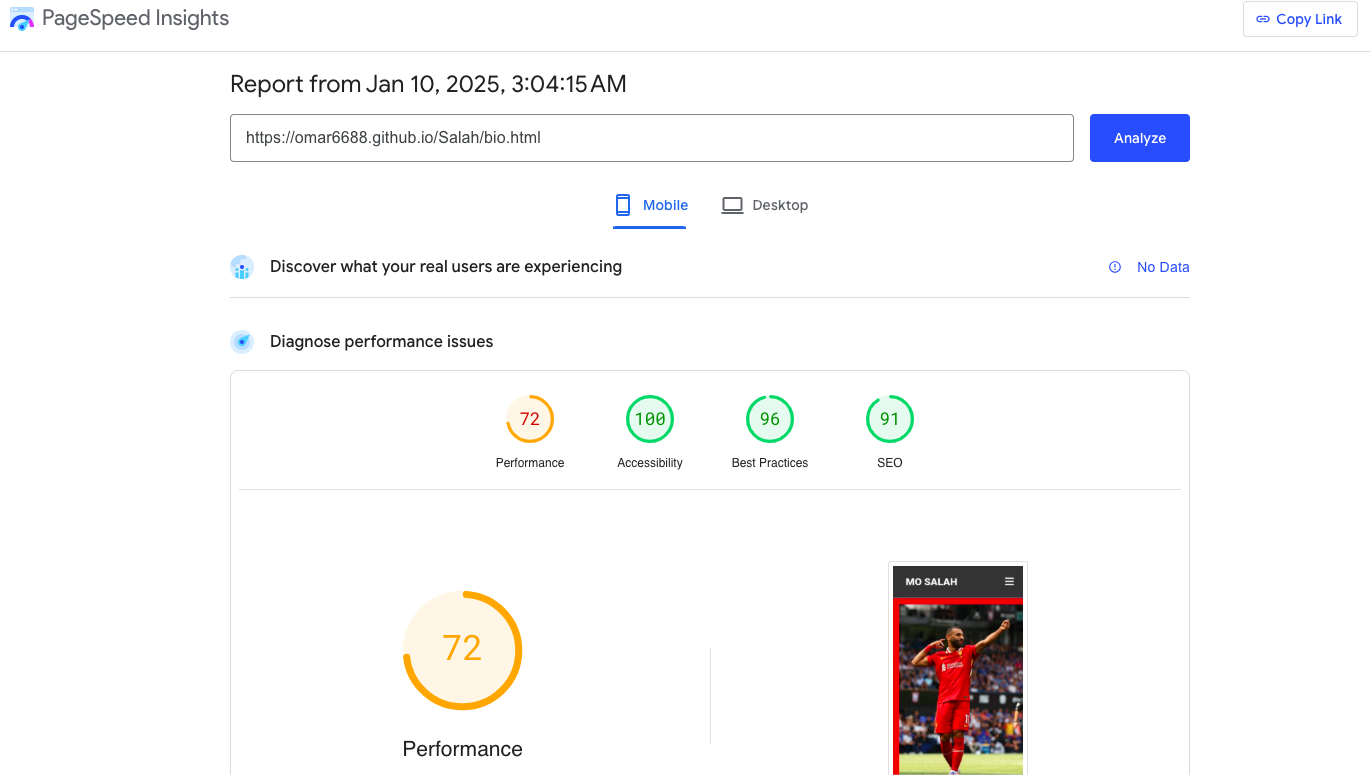 PageSpeed Insights
Copy Link
Report from Jan 10, 2025, 3:04:15 AM
https://omar6688.github.io/Salah/bio.html
Analyze
Mobile
Desktop
Discover what your real users are experiencing
No Data
Diagnose performance issues
72
100
96
91
Performance
Accessibility
Best Practices
SEO
72
Performance
MO SALAH